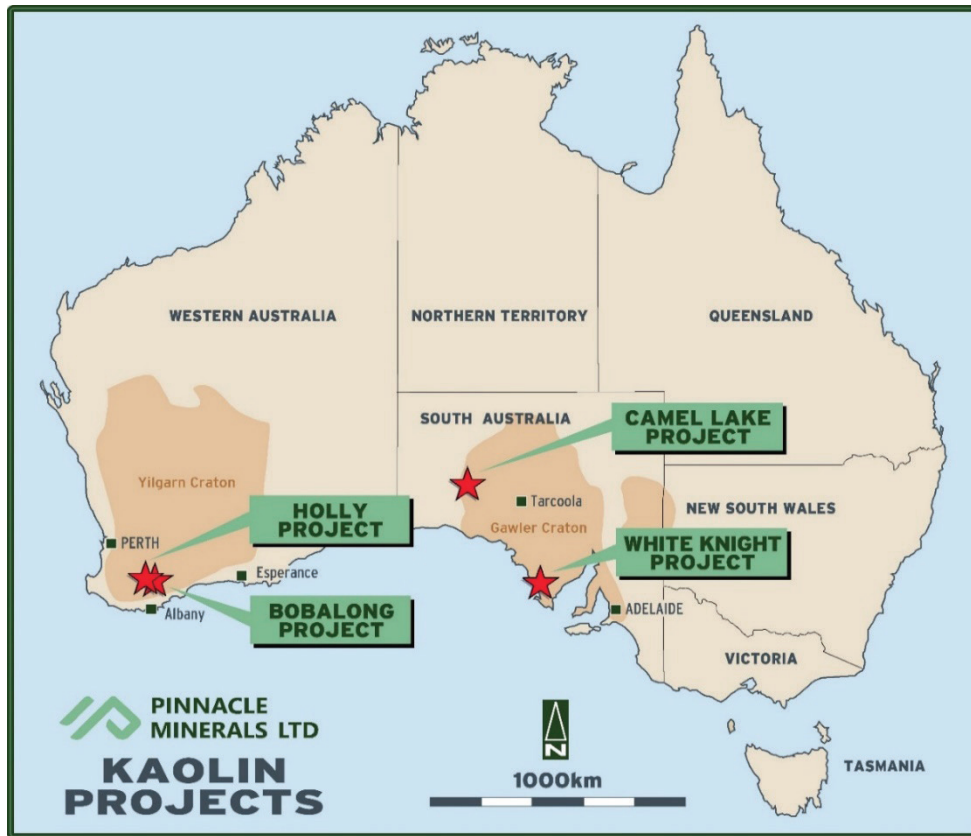 WESTERN AUSTRALIA
NORTHERN TERRITORY
QUEENSLAND
SOUTH AUSTRALIA
CAMEL LAKE
PROJECT
Yilgarn Craton
Tarcoola
HOLLY
PROJECT
Gawler Craton
NEW SOUTH WALES
PERTH
WHITE KNIGHT
PROJECT
Esperance
Albany
BOBALONG
PROJECT
ADELAIDE
VICTORIA
PINNACLE
MINERALS LTD
KAOLIN
PROJECTS
N
1000km
TASMANIA